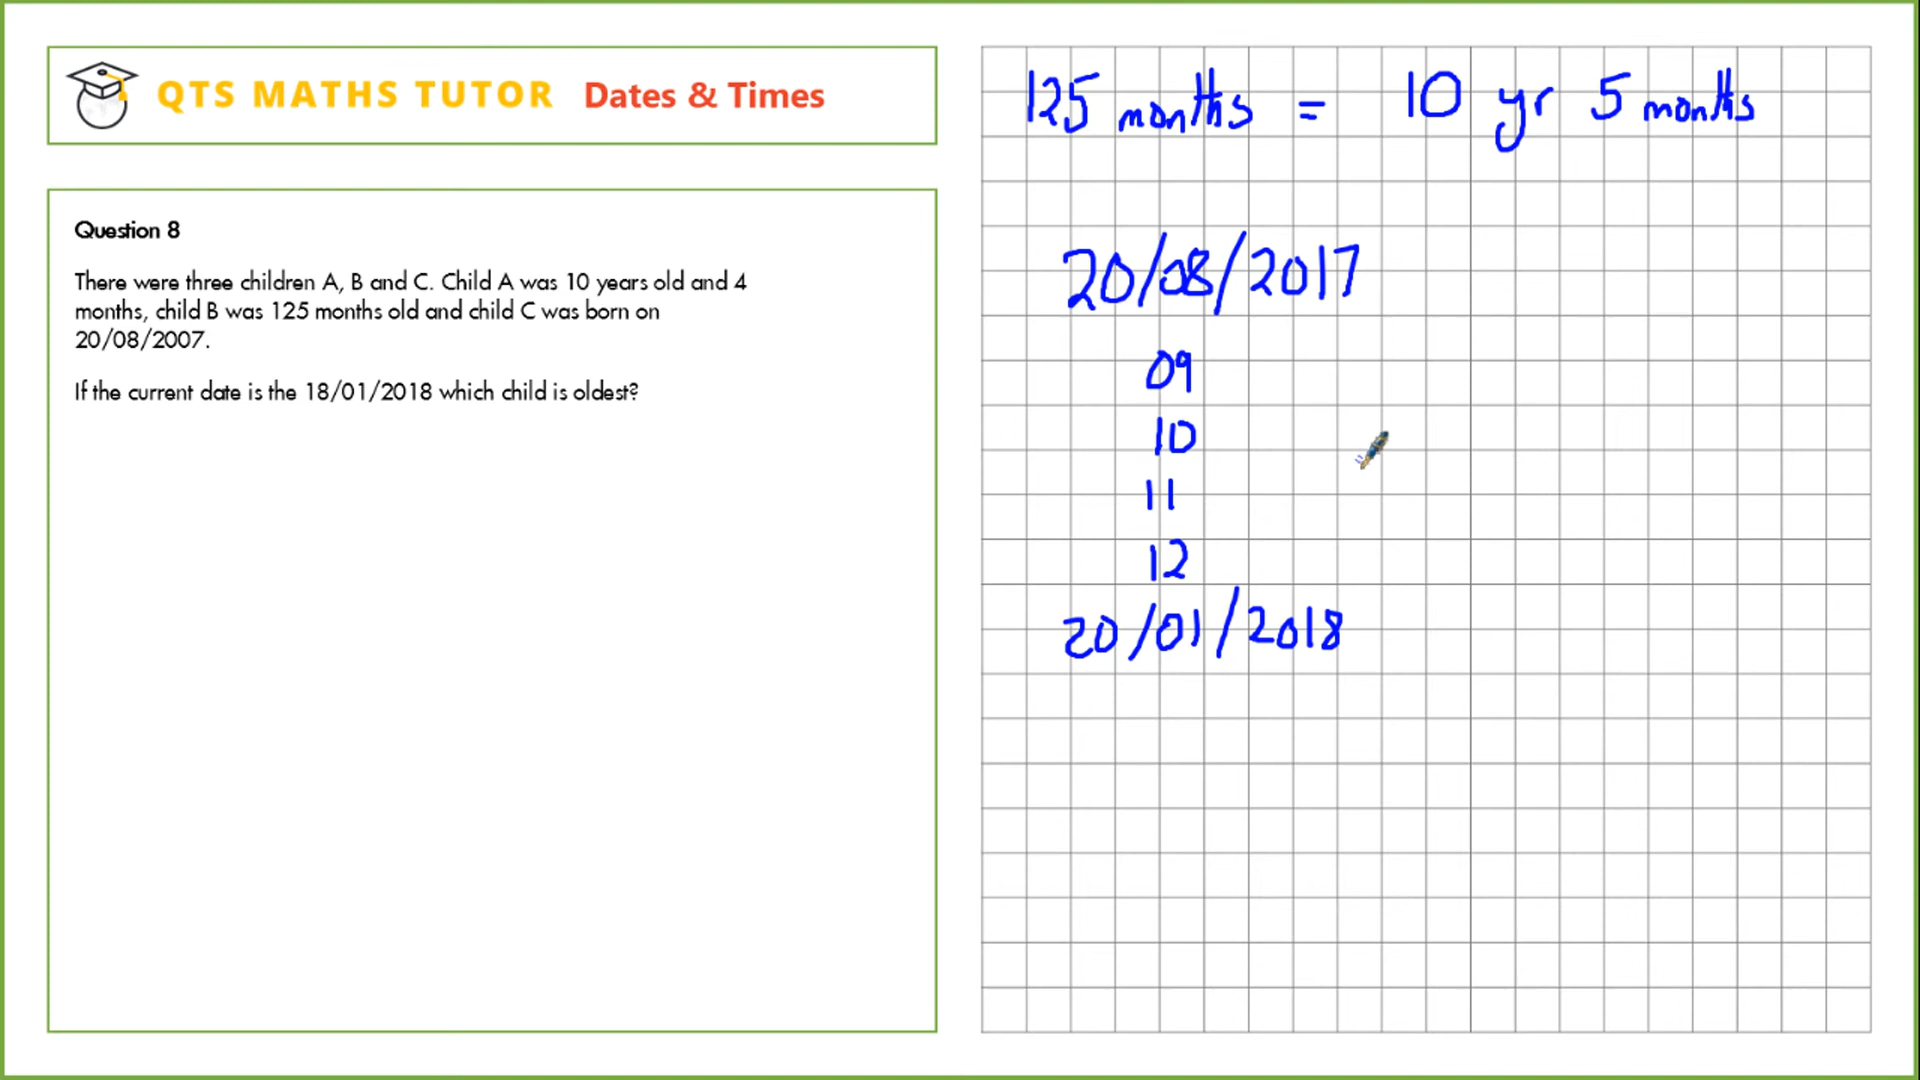 QTS MATHS TUTOR Dates & Times
Question 8
There were three children A, B and C. Child A was 10 years old and 4
months, child B was 125 months old and child C was born on
20/08/2007.
If the current date is the 18/01/2018 which child is oldest?
125 months = 10 yr 5 months
20/08/2017
09
10
11
12
20/01/2018